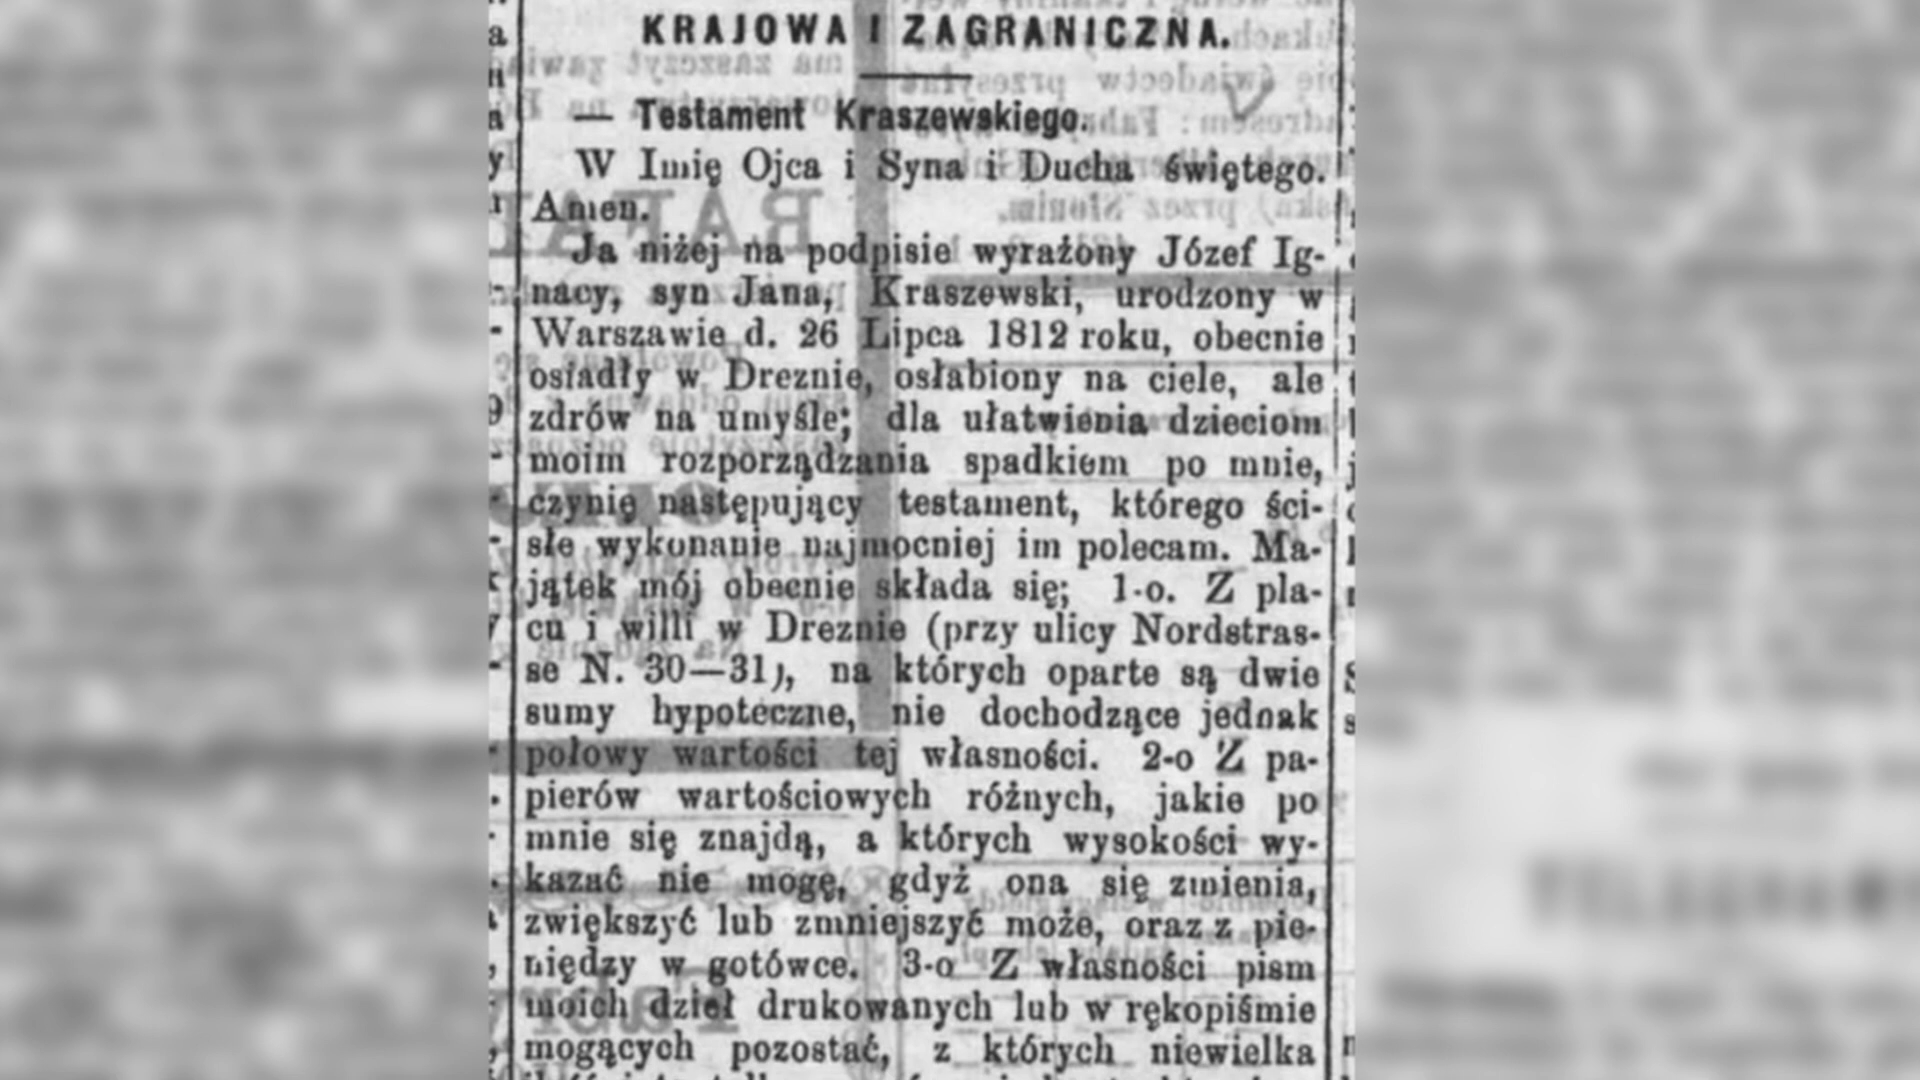 KRAJOWA I ZAGRANICZNA.
— Testament Kraszewskiego.
W Imię Ojca i Syna i Ducha świętego.
Amen.
Ja niżej na podpisie wyrażony Józef Ig-
nacy, syn Jana, Kraszewski, urodzony w
Warszawie d. 26 Lipca 1812 roku, obecnie
osiadły w Dreznie, osłabiony na ciele, ale
zdrów na umyśle; dla ułatwienia dzieciom
moim rozporządzania spadkiem po mnie,
czynię następujący testament, którego ści-
słe wykonanie najmocniej im polecam. Ma-
jątek mój obecnie składa się; 1-o. Z pla-
cu i willi w Dreznie (przy ulicy Nordstras-
se N. 30—31), na których oparte są dwie
sumy hypoteczne, nie dochodzące jednak
połowy wartości tej własności. 2-o Z pa-
pierów wartościowych różnych, jakie po
mnie się znajdą, a których wysokości wy-
kazać nie mogę, gdyż ona się zmienia,
zwiększyć lub zmniejszyć może, oraz z pie-
niędzy w gotówce. 3-o Z własności pism
moich dzieł drukowanych lub w rękopiśmie
mogących pozostać, z których niewielka